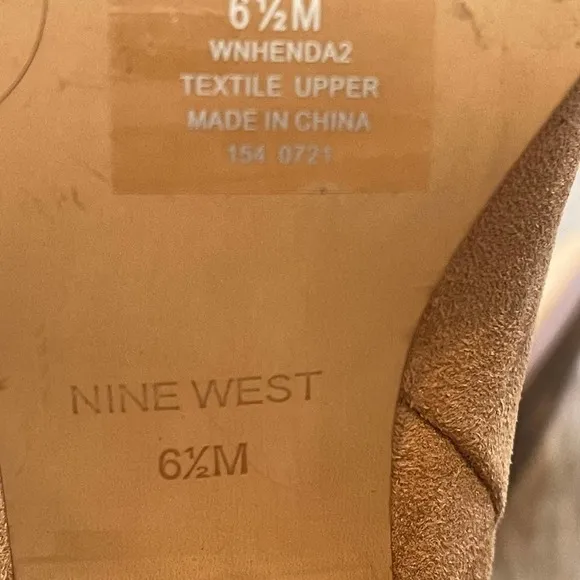 6½M
WNHENDA2
TEXTILE UPPER
MADE IN CHINA
154 0721
NINE WEST
6½M